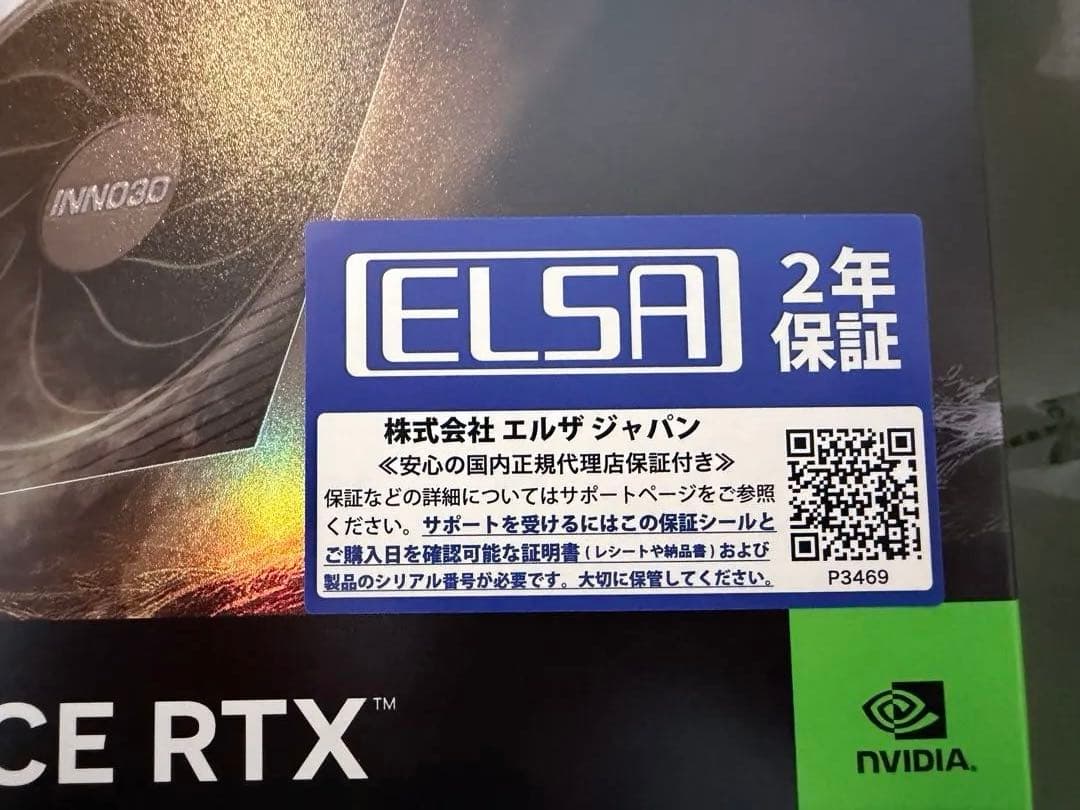 INNO3D
ELSA
2年
保証
株式会社 エルザ ジャパン
≪安心の国内正規代理店保証付き≫
保証などの詳細についてはサポートページをご参照
ください。サポートを受けるにはこの保証シールと
ご購入日を確認可能な証明書(レシートや納品書)および
製品のシリアル番号が必要です。大切に保管してください。
P3469
CE RTX™
NVIDIA.